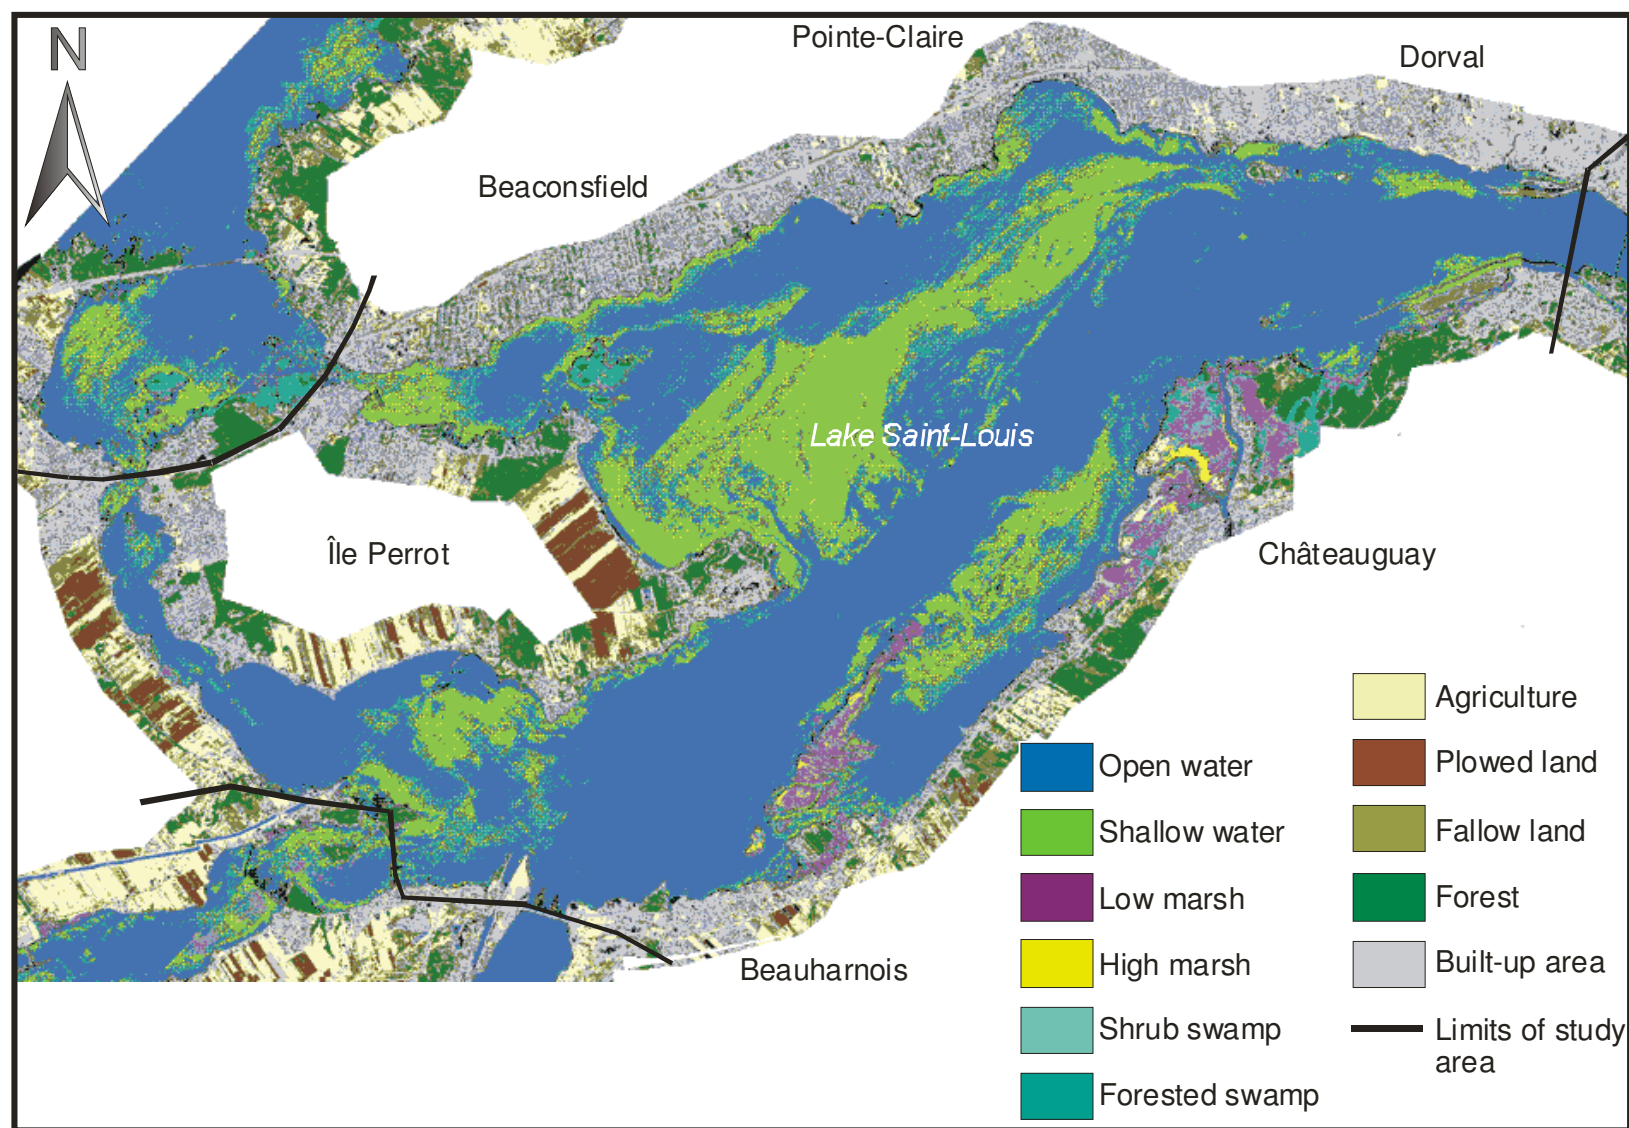 N
Pointe-Claire
Dorval
Beaconsfield
Lake Saint-Louis
Île Perrot
Châteauguay
Beauharnois
Open water
Shallow water
Low marsh
High marsh
Shrub swamp
Forested swamp
Agriculture
Plowed land
Fallow land
Forest
Built-up area
Limits of study
area